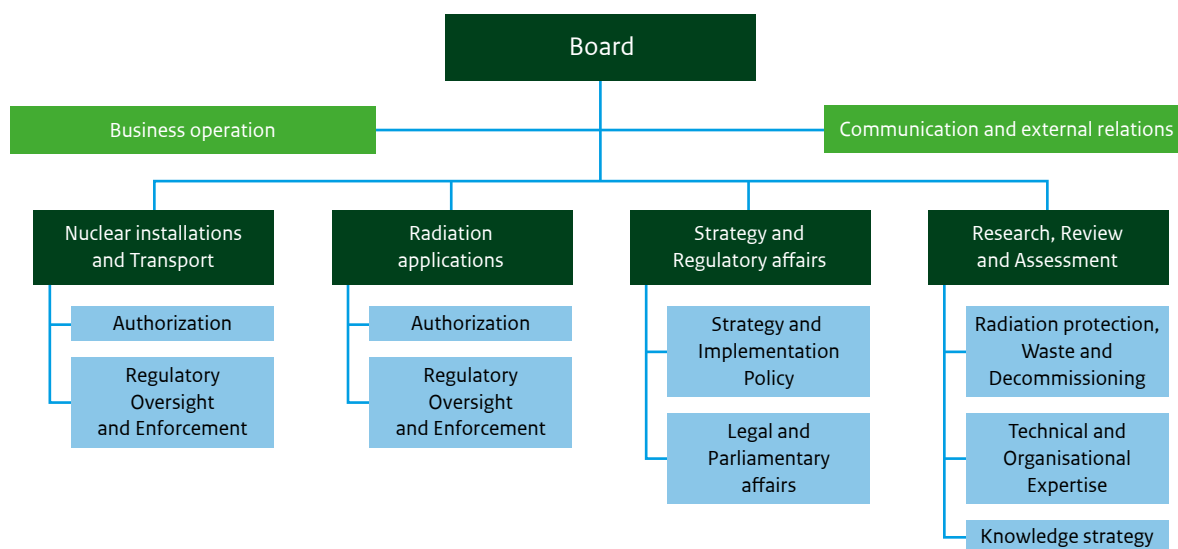 Board
Business operation
Communication and external relations
Nuclear installations
and Transport
Authorization
Regulatory
Oversight
and Enforcement
Radiation
applications
Authorization
Regulatory
Oversight
and Enforcement
Strategy and
Regulatory affairs
Strategy and
Implementation
Policy
Legal and
Parliamentary
affairs
Research, Review
and Assessment
Radiation protection,
Waste and
Decommissioning
Technical and
Organisational
Expertise
Knowledge strategy